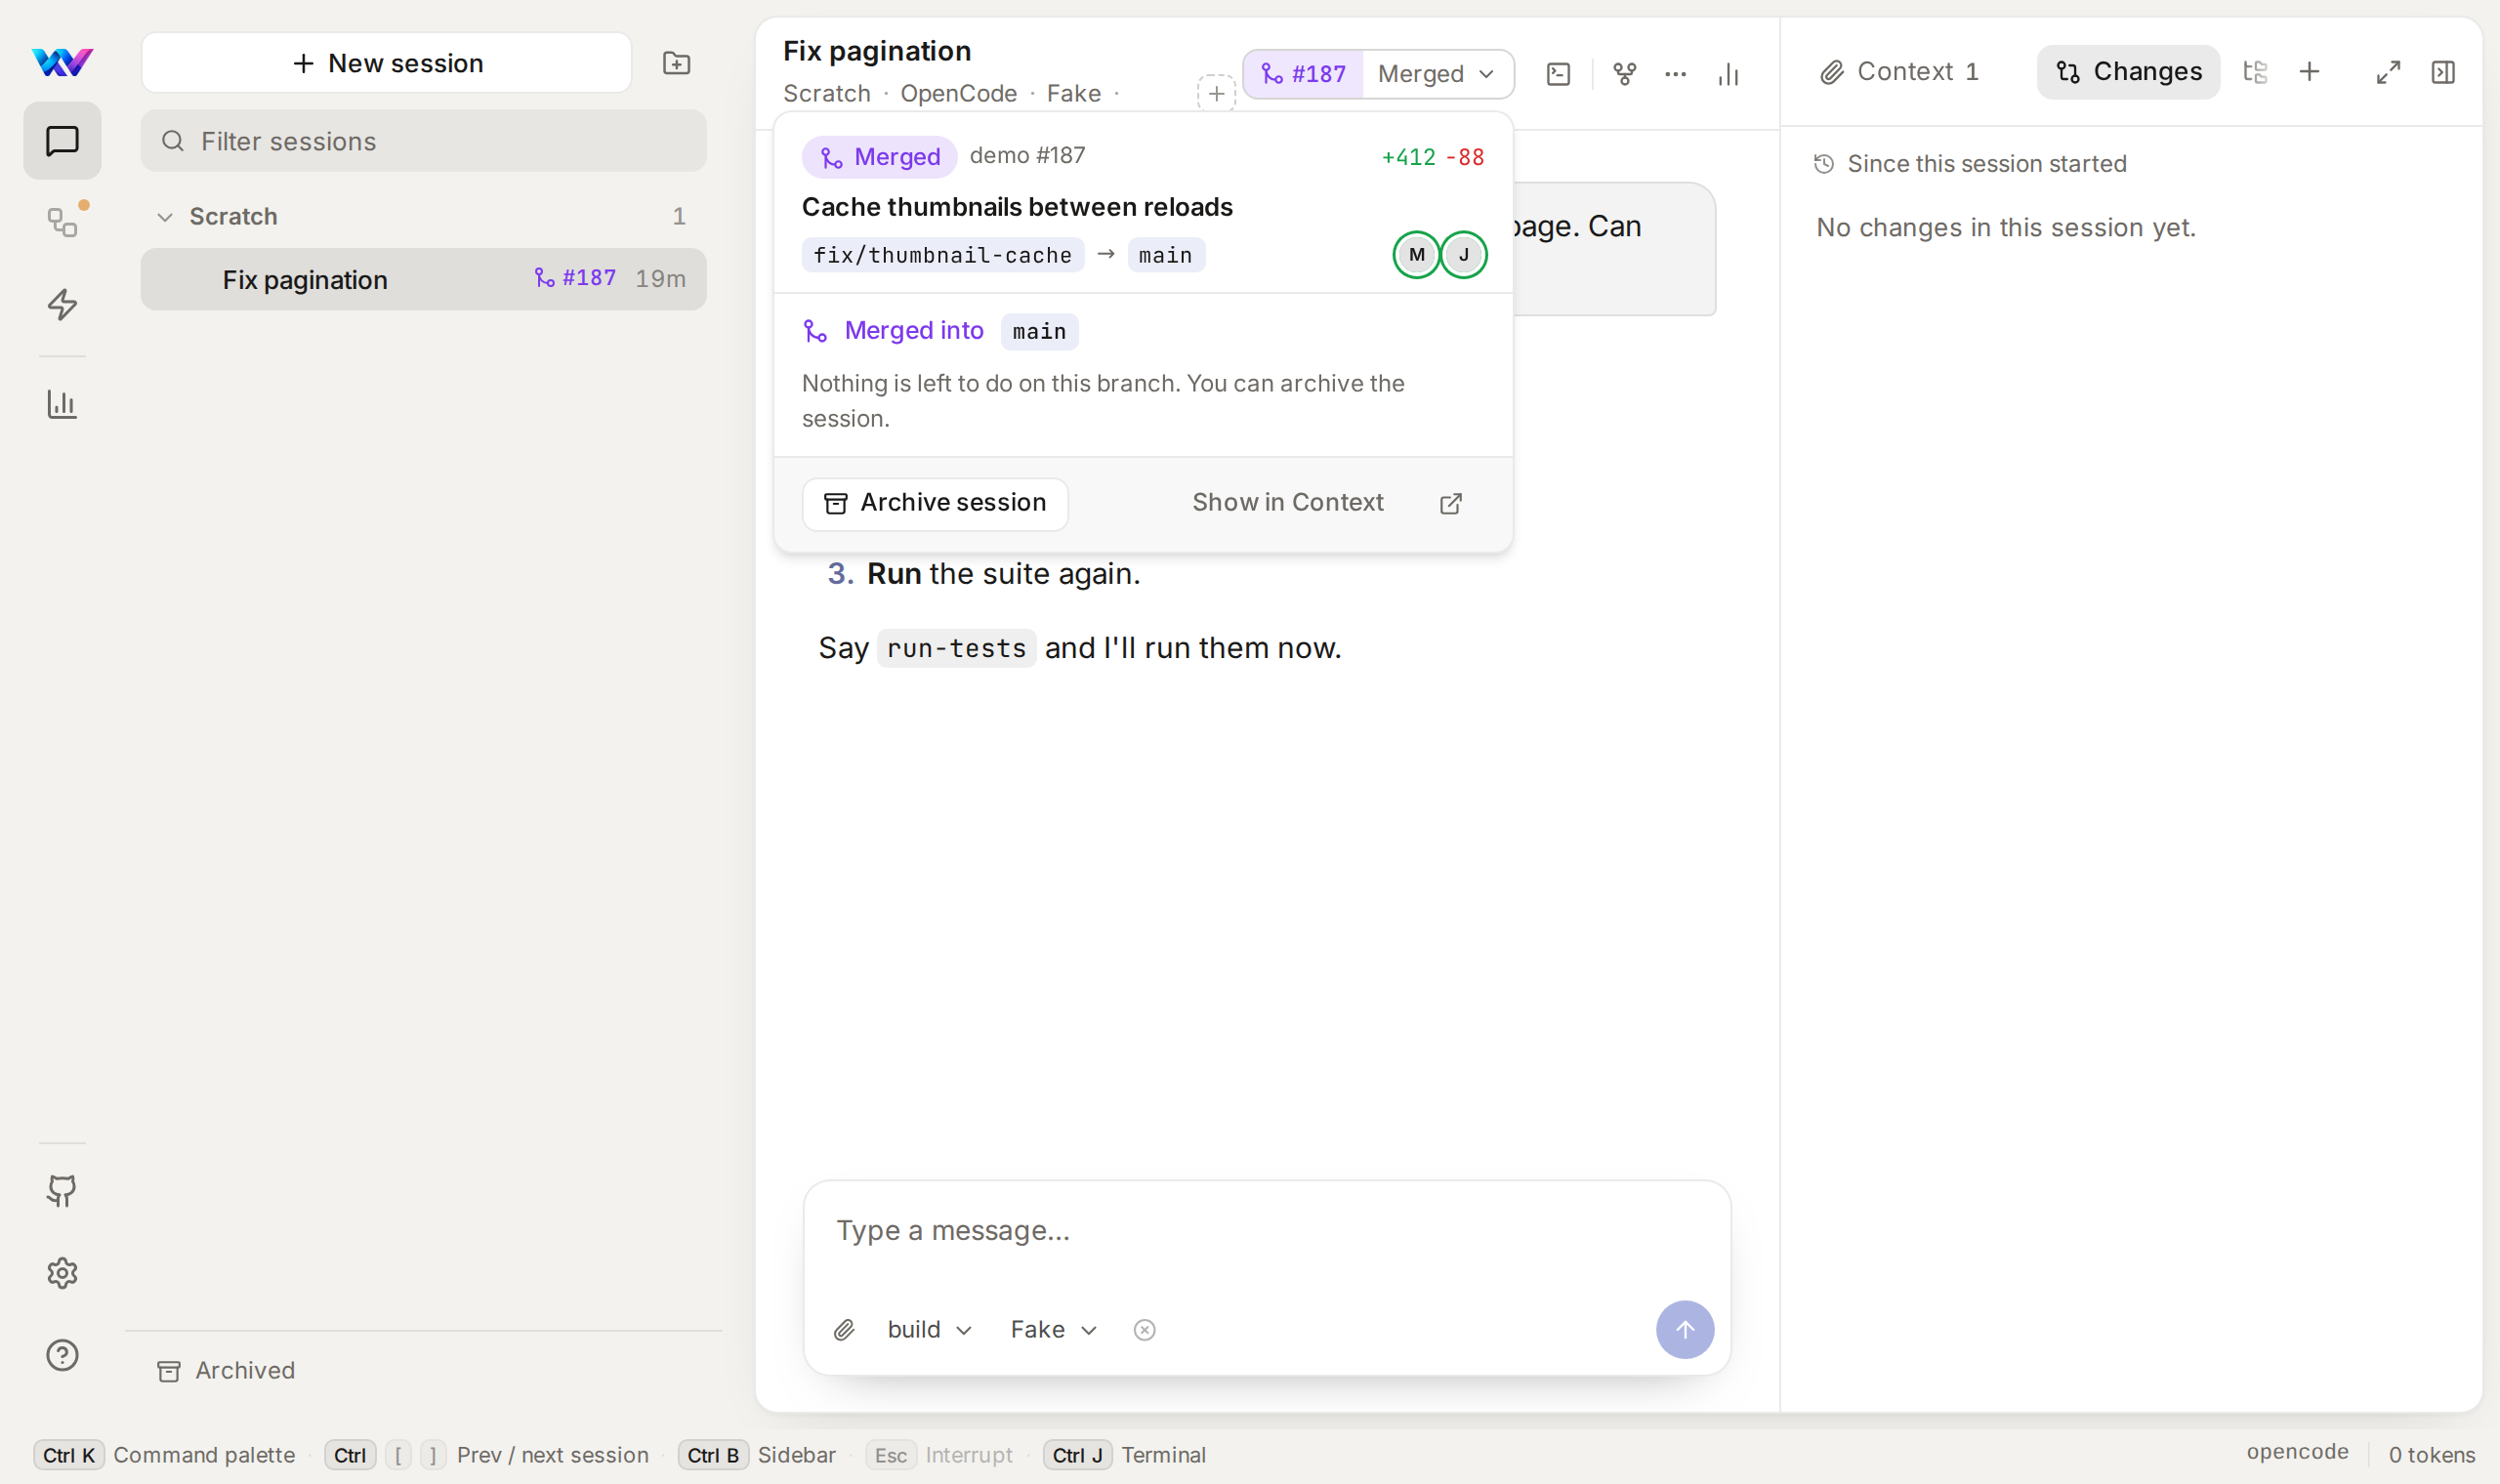 New session
Filter sessions
Scratch 1
Fix pagination #187 19m
Archived
Fix pagination
Scratch · OpenCode · Fake ·
#187 Merged
Merged demo #187 +412 -88
Cache thumbnails between reloads
fix/thumbnail-cache → main M J
Merged into main
Nothing is left to do on this branch. You can archive the
session.
Archive session Show in Context
page. Can
3. Run the suite again.
Say run-tests and I'll run them now.
Type a message...
build Fake
Context 1 Changes
Since this session started
No changes in this session yet.
Ctrl K Command palette · Ctrl [ ] Prev / next session · Ctrl B Sidebar · Esc Interrupt · Ctrl J Terminal
opencode 0 tokens